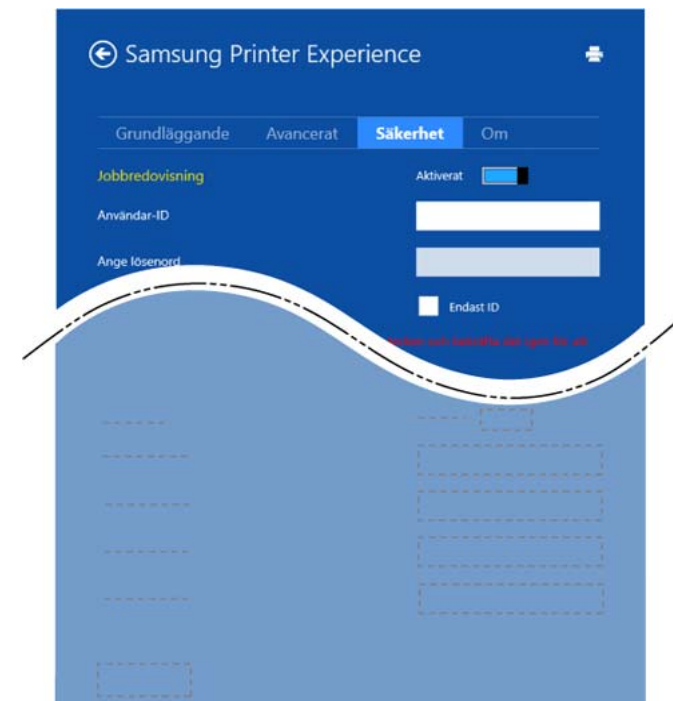 Samsung Printer Experience
Grundläggande Avancerat Säkerhet Om
Jobbredovisning Aktiverat
Användar-ID
Ange lösenord
Endast ID